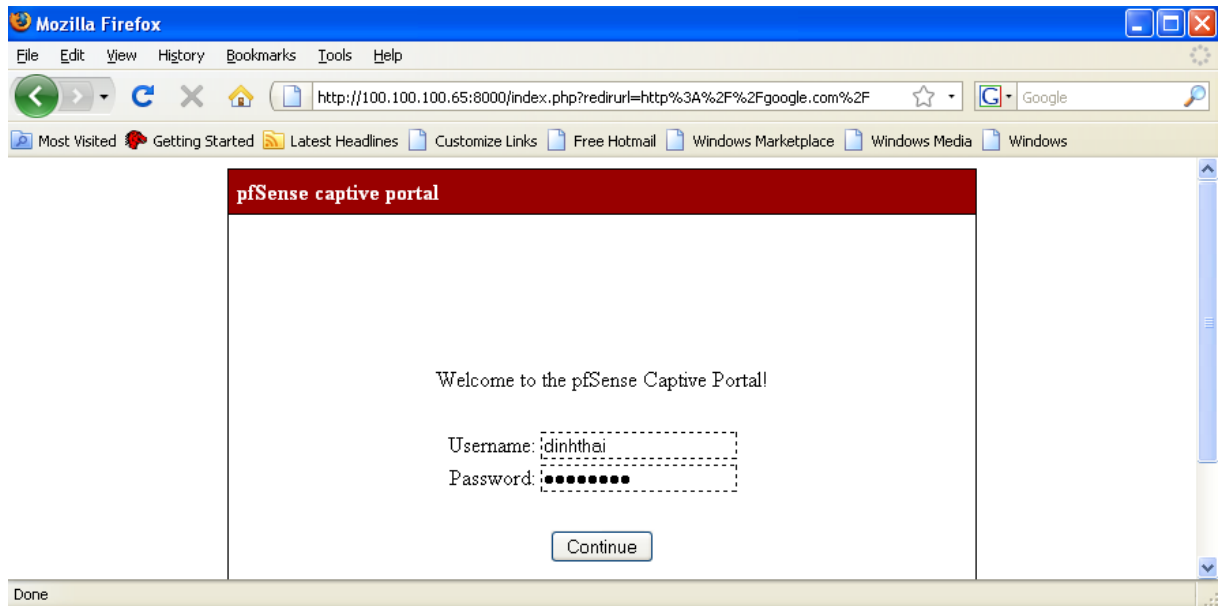 Mozilla Firefox
File Edit View History Bookmarks Tools Help
http://100.100.100.65:8000/index.php?redirurl=http%3A%2F%2Fgoogle.com%2F G Google
Most Visited Getting Started Latest Headlines Customize Links Free Hotmail Windows Marketplace Windows Media Windows
pfSense captive portal
Welcome to the pfSense Captive Portal!
Username: dinhthai
Password: ●●●●●●●●
Continue
Done